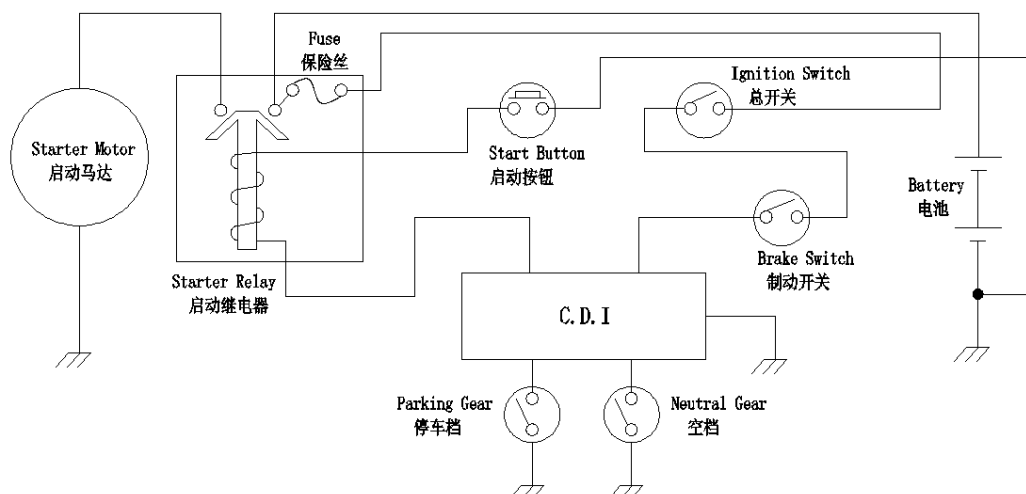 Fuse
保险丝
Ignition Switch
总开关
Starter Motor
启动马达
Start Button
启动按钮
Battery
电池
Brake Switch
制动开关
Starter Relay
启动继电器
C.D.I
Parking Gear
停车档
Neutral Gear
空档